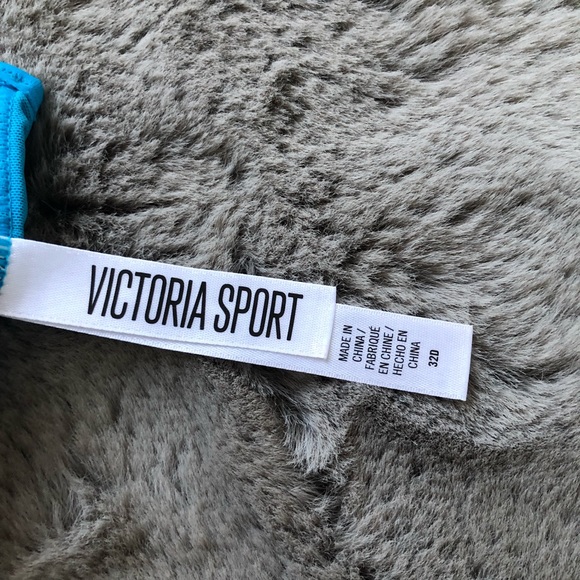 VICTORIA SPORT
MADE IN
CHINA /
FABRIQUÉ
EN CHINE /
HECHO EN
CHINA
32D